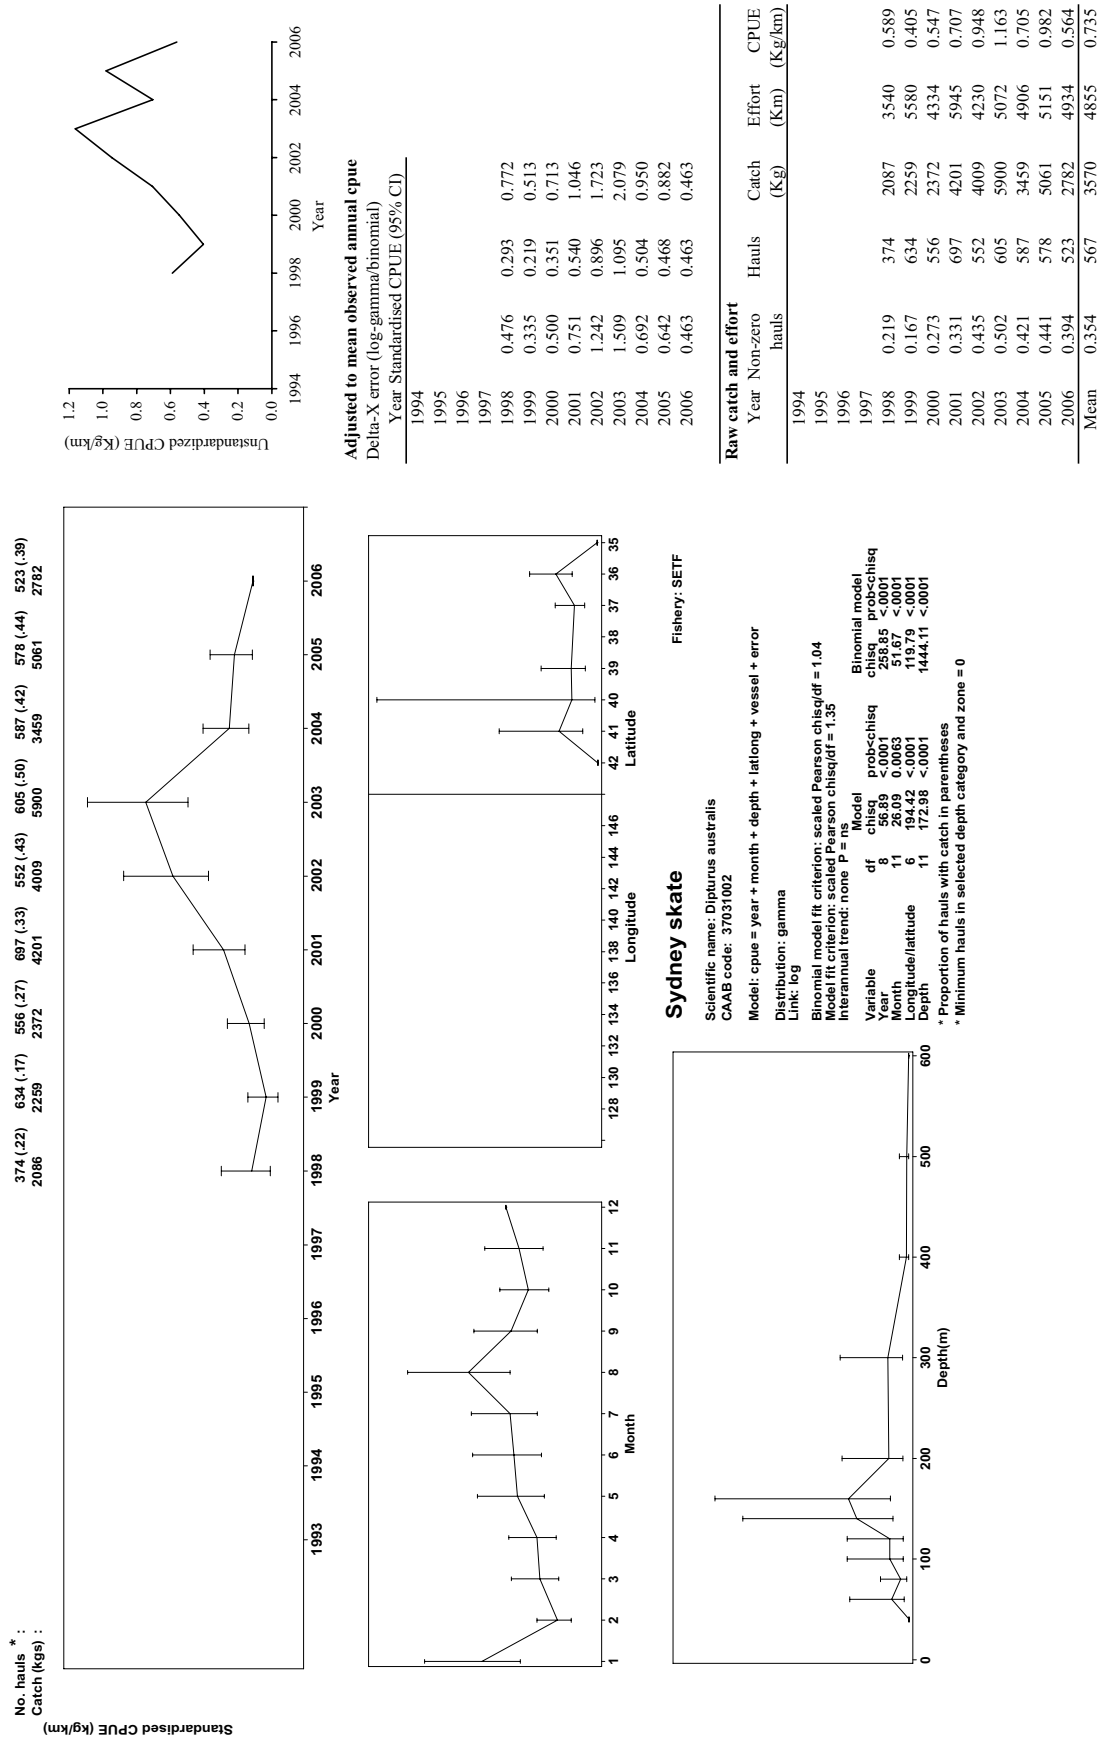 No. hauls * : 374 (.22) 634 (.17) 556 (.27) 697 (.33) 552 (.43) 605 (.50) 587 (.42) 578 (.44) 523 (.39)
Catch (kgs) : 2086 2259 2372 4201 4009 5900 3459 5061 2782
Standardised CPUE (kg/km)
1993 1994 1995 1996 1997 1998 1999 2000 2001 2002 2003 2004 2005 2006
Year
1 2 3 4 5 6 7 8 9 10 11 12
Month
128 130 132 134 136 138 140 142 144 146
Longitude
42 41 40 39 38 37 36 35
Latitude
0 100 200 300 400 500 600
Depth(m)
Sydney skate
Fishery: SETF
Scientific name: Dipturus australis
CAAB code: 37031002
Model: cpue = year + month + depth + latlong + vessel + error
Distribution: gamma
Link: log
Binomial model fit criterion: scaled Pearson chisq/df = 1.04
Model fit criterion: scaled Pearson chisq/df = 1.35
Interannual trend: none P = ns
Model Binomial model
Variable df chisq prob<chisq chisq prob<chisq
Year 8 56.89 <.0001 258.85 <.0001
Month 11 26.09 0.0063 51.67 <.0001
Longitude/latitude 6 194.42 <.0001 119.79 <.0001
Depth 11 172.98 <.0001 1444.11 <.0001
* Proportion of hauls with catch in parentheses
* Minimum hauls in selected depth category and zone = 0
Unstandardized CPUE (Kg/km)
1.2
1.0
0.8
0.6
0.4
0.2
0.0
1994 1996 1998 2000 2002 2004 2006
Year
Adjusted to mean observed annual cpue
Delta-X error (log-gamma/binomial)
Year Standardised CPUE (95% CI)
1994
1995
1996
1997
1998 0.476 0.293 0.772
1999 0.335 0.219 0.513
2000 0.500 0.351 0.713
2001 0.751 0.540 1.046
2002 1.242 0.896 1.723
2003 1.509 1.095 2.079
2004 0.692 0.504 0.950
2005 0.642 0.468 0.882
2006 0.463 0.463 0.463
Raw catch and effort
Year Non-zero Hauls Catch Effort CPUE
hauls (Kg) (Km) (Kg/km)
1994
1995
1996
1997
1998 0.219 374 2087 3540 0.589
1999 0.167 634 2259 5580 0.405
2000 0.273 556 2372 4334 0.547
2001 0.331 697 4201 5945 0.707
2002 0.435 552 4009 4230 0.948
2003 0.502 605 5900 5072 1.163
2004 0.421 587 3459 4906 0.705
2005 0.441 578 5061 5151 0.982
2006 0.394 523 2782 4934 0.564
Mean 0.354 567 3570 4855 0.735